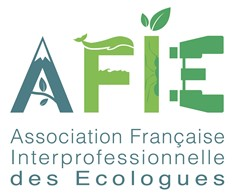 AFIE
Association Française
Interprofessionnelle
des Ecologues